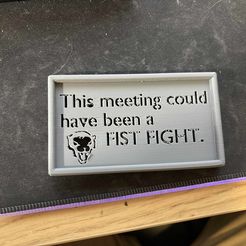 This meeting could
have been a
FIST FIGHT.